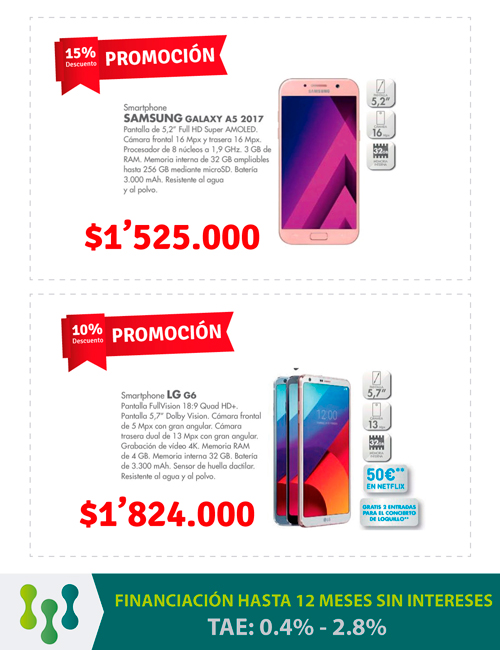 15%
Descuento
PROMOCIÓN
Smartphone
SAMSUNG GALAXY A5 2017
Pantalla de 5,2" Full HD Super AMOLED.
Cámara frontal 16 Mpx y trasera 16 Mpx.
Procesador de 8 núcleos a 1,9 GHz. 3 GB de
RAM. Memoria interna de 32 GB ampliables
hasta 256 GB mediante microSD. Batería
3.000 mAh. Resistente al agua
y al polvo.
SAMSUNG
5,2"
16
32
$1'525.000
10%
Descuento
PROMOCIÓN
Smartphone LG G6
Pantalla FullVision 18:9 Quad HD+.
Pantalla 5,7" Dolby Vision. Cámara frontal
de 5 Mpx con gran angular. Cámara
trasera dual de 13 Mpx con gran angular.
Grabación de vídeo 4K. Memoria RAM
de 4 GB. Memoria interna 32 GB. Batería
de 3.300 mAh. Sensor de huella dactilar.
Resistente al agua y al polvo.
12:00
LG
5,7"
13
32
50€**
EN NETFLIX
GRATIS 2 ENTRADAS
PARA EL CONCIERTO
DE LOQUILLO**
$1'824.000
FINANCIACIÓN HASTA 12 MESES SIN INTERESES
TAE: 0.4% - 2.8%